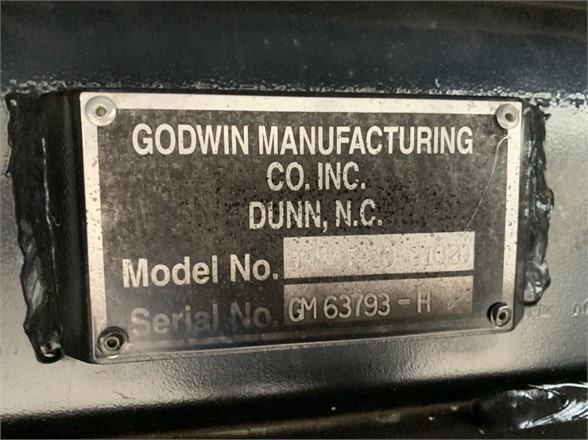 GODWIN MANUFACTURING
CO. INC.
DUNN, N.C.
Model No.
Serial No. GM 63793 - H